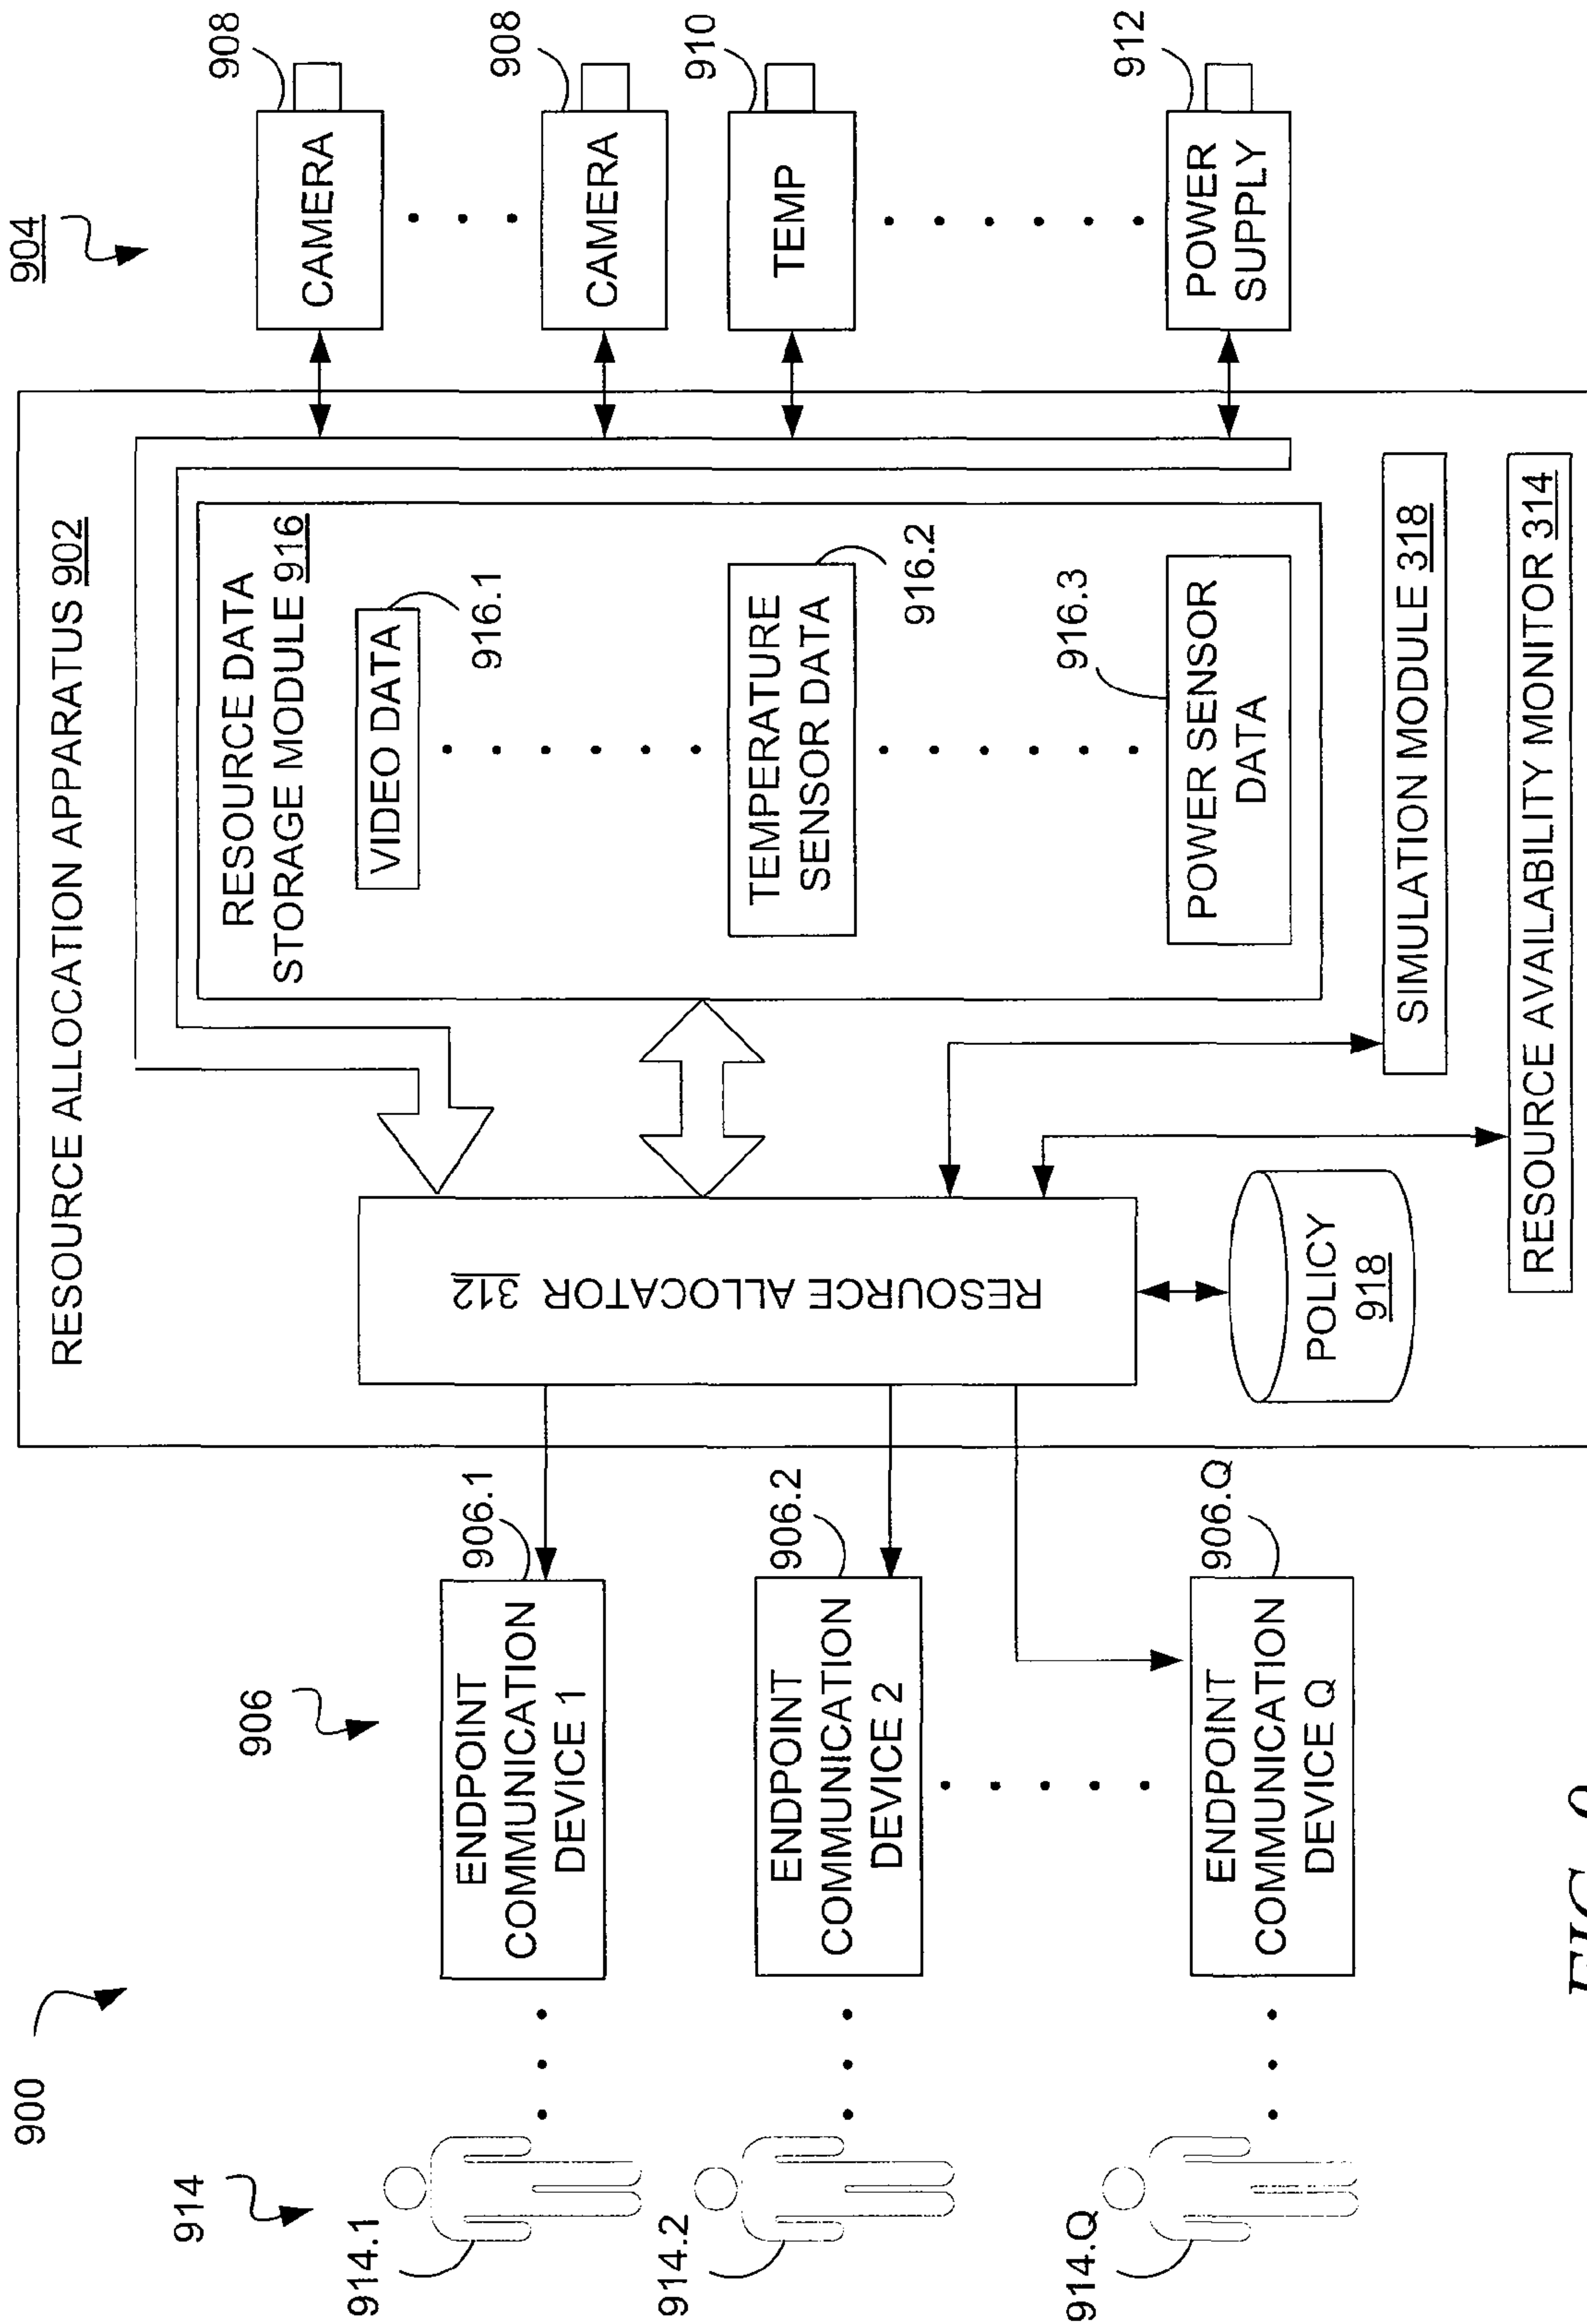 900
914
914.1
914.2
914.Q
906
ENDPOINT
COMMUNICATION
DEVICE 1
906.1
ENDPOINT
COMMUNICATION
DEVICE 2
906.2
ENDPOINT
COMMUNICATION
DEVICE Q
906.Q
RESOURCE ALLOCATION APPARATUS 902
RESOURCE ALLOCATOR 312
POLICY
918
RESOURCE DATA
STORAGE MODULE 916
VIDEO DATA
916.1
TEMPERATURE
SENSOR DATA
916.2
POWER SENSOR
DATA
916.3
SIMULATION MODULE 318
RESOURCE AVAILABILITY MONITOR 314
904
CAMERA
908
CAMERA
908
TEMP
910
POWER
SUPPLY
912